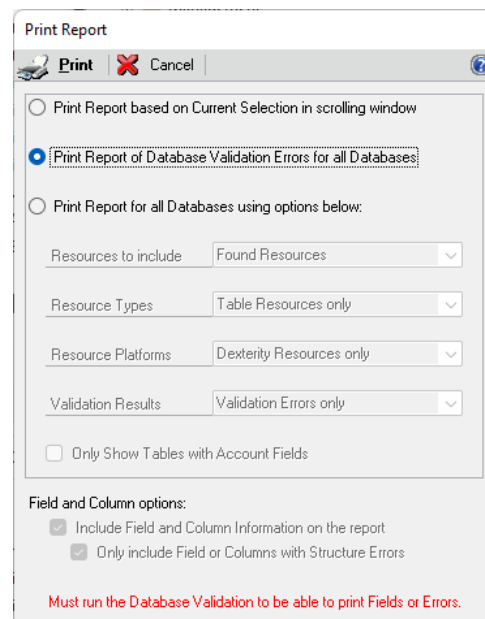 Print Report
Print Cancel
Print Report based on Current Selection in scrolling window
Print Report of Database Validation Errors for all Databases
Print Report for all Databases using options below:
Resources to include Found Resources
Resource Types Table Resources only
Resource Platforms Dexterity Resources only
Validation Results Validation Errors only
Only Show Tables with Account Fields
Field and Column options:
Include Field and Column Information on the report
Only include Field or Columns with Structure Errors
Must run the Database Validation to be able to print Fields or Errors.